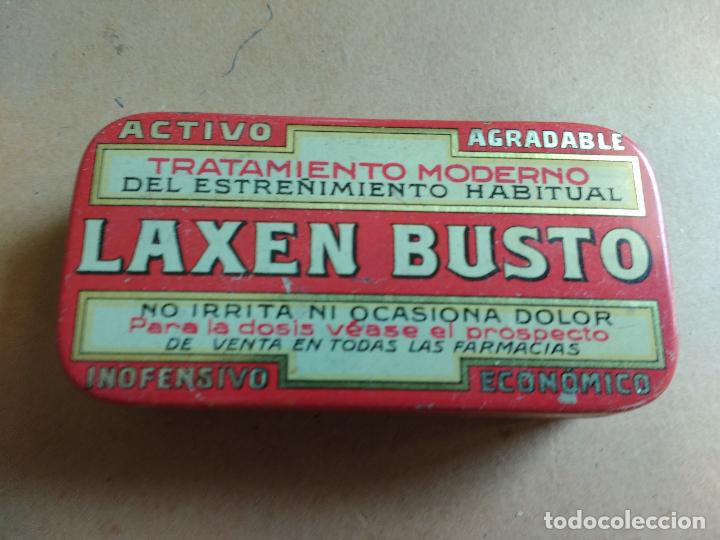 ACTIVO
AGRADABLE
TRATAMIENTO MODERNO
DEL ESTREÑIMIENTO HABITUAL
LAXEN BUSTO
NO IRRITA NI OCASIONA DOLOR
Para la dosis véase el prospecto
DE VENTA EN TODAS LAS FARMACIAS
INOFENSIVO
ECONÓMICO
todocoleccion.net